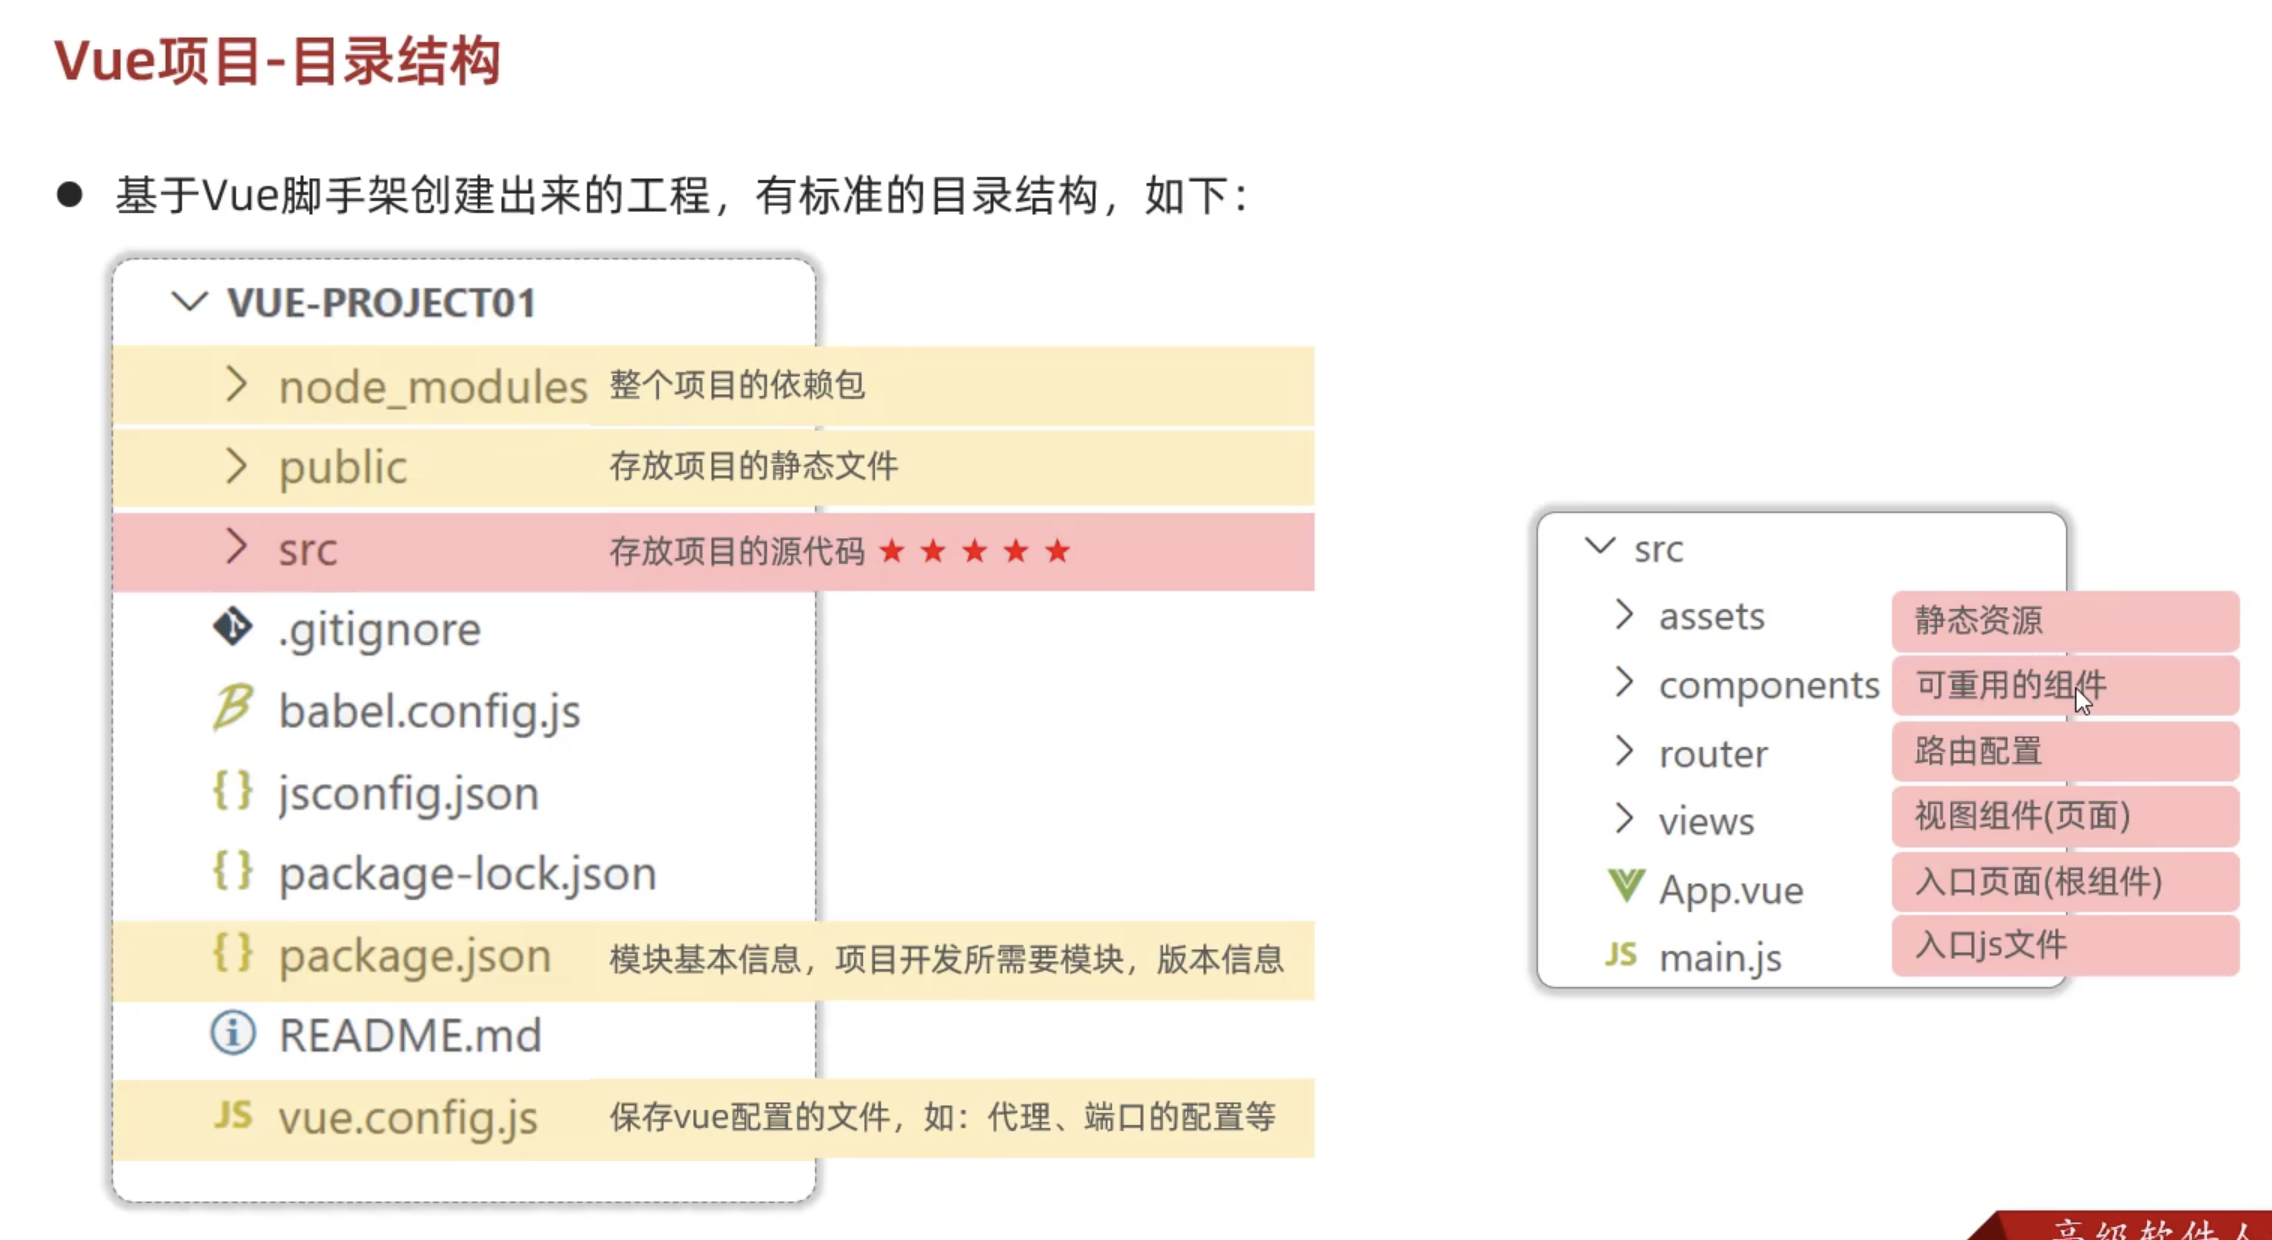 Vue项目-目录结构
● 基于Vue脚手架创建出来的工程，有标准的目录结构，如下：
VUE-PROJECT01
node_modules 整个项目的依赖包
public 存放项目的静态文件
src 存放项目的源代码 ★ ★ ★ ★ ★
.gitignore
babel.config.js
jsconfig.json
package-lock.json
package.json 模块基本信息，项目开发所需要模块，版本信息
README.md
JS vue.config.js 保存vue配置的文件，如：代理、端口的配置等
src
assets 静态资源
components 可重用的组件
router 路由配置
views 视图组件(页面)
App.vue 入口页面(根组件)
JS main.js 入口js文件
高级软件人